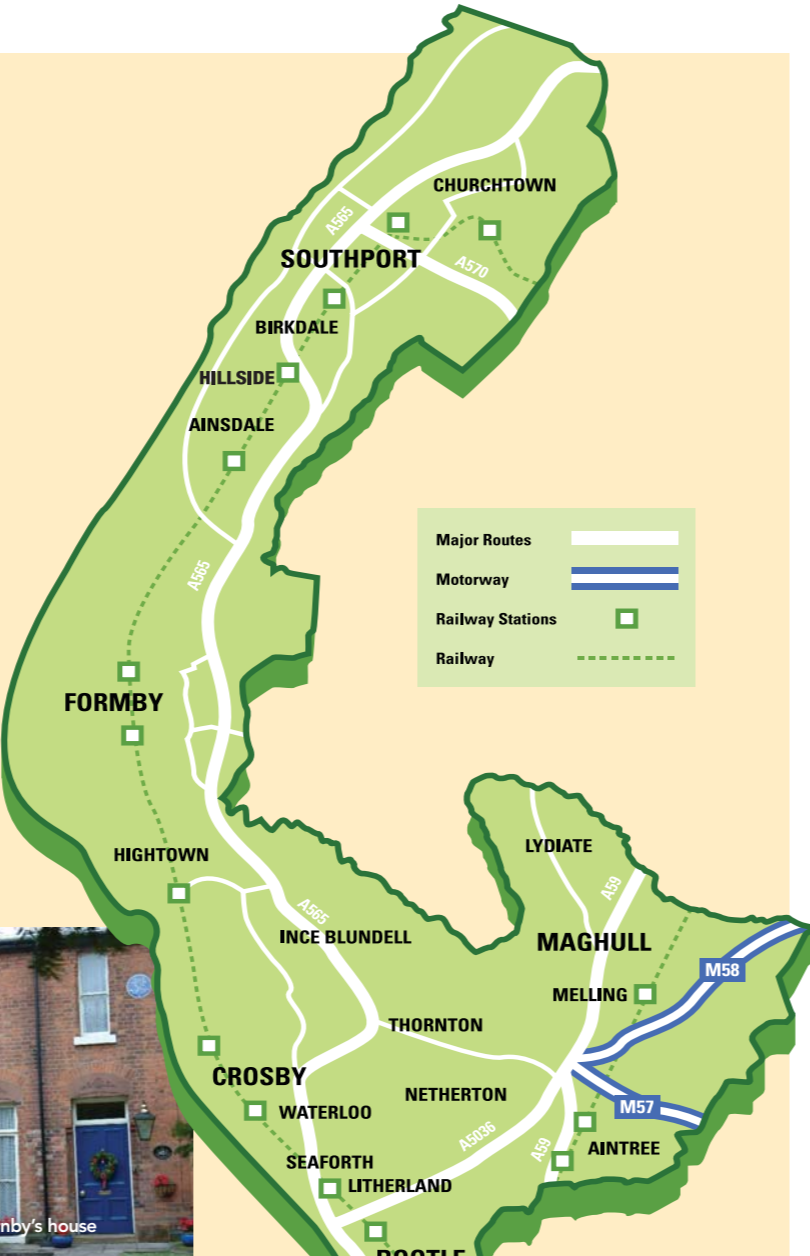 CHURCHTOWN
A565
SOUTHPORT
A570
BIRKDALE
HILLSIDE
AINSDALE
Major Routes
Motorway
Railway Stations
Railway
A565
FORMBY
LYDIATE
HIGHTOWN
A59
A565
INCE BLUNDELL
MAGHULL
M58
MELLING
THORNTON
CROSBY
NETHERTON
WATERLOO
M57
A5036
A59
AINTREE
SEAFORTH
LITHERLAND
nby's house
BOOTLE